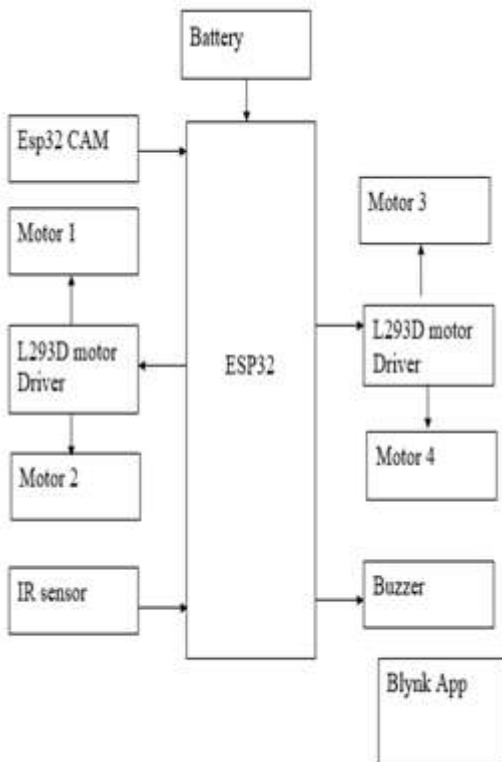 Battery
Esp32 CAM
Motor 1
L293D motor
Driver
Motor 2
IR sensor
ESP32
Motor 3
L293D motor
Driver
Motor 4
Buzzer
Blynk App